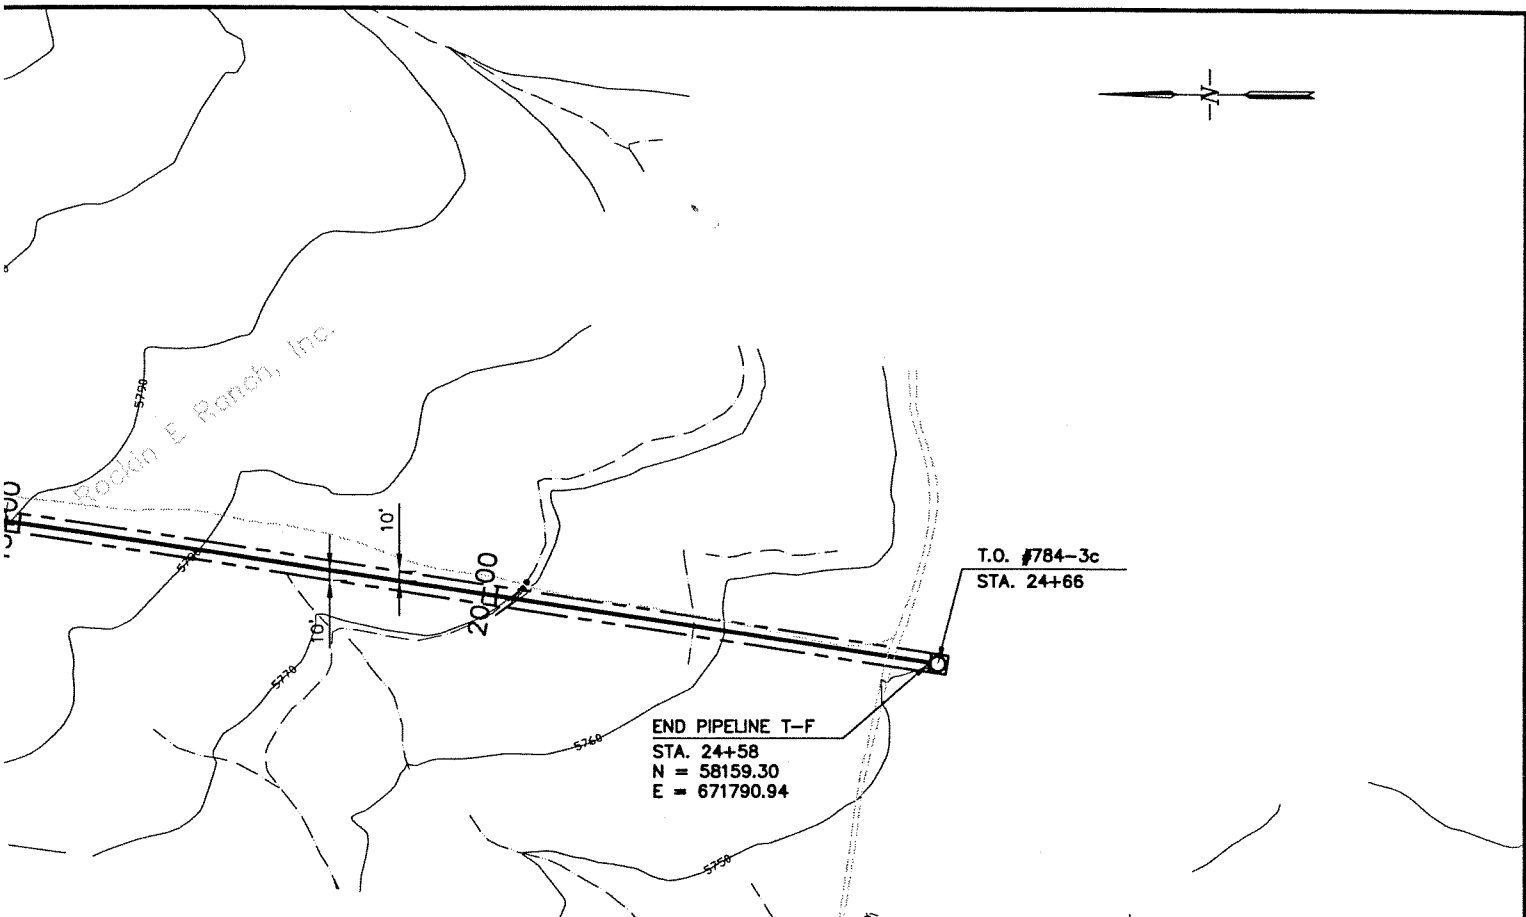 N
Rockin E Ranch, Inc.
5790
00
10'
20+00
10'
5770
5760
5750
T.O. #784-3c
STA. 24+66
END PIPELINE T-F
STA. 24+58
N = 58159.30
E = 671790.94